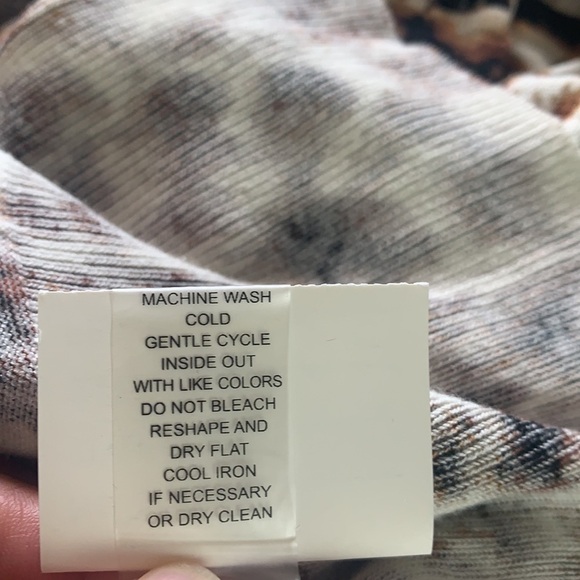 MACHINE WASH
COLD
GENTLE CYCLE
INSIDE OUT
WITH LIKE COLORS
DO NOT BLEACH
RESHAPE AND
DRY FLAT
COOL IRON
IF NECESSARY
OR DRY CLEAN